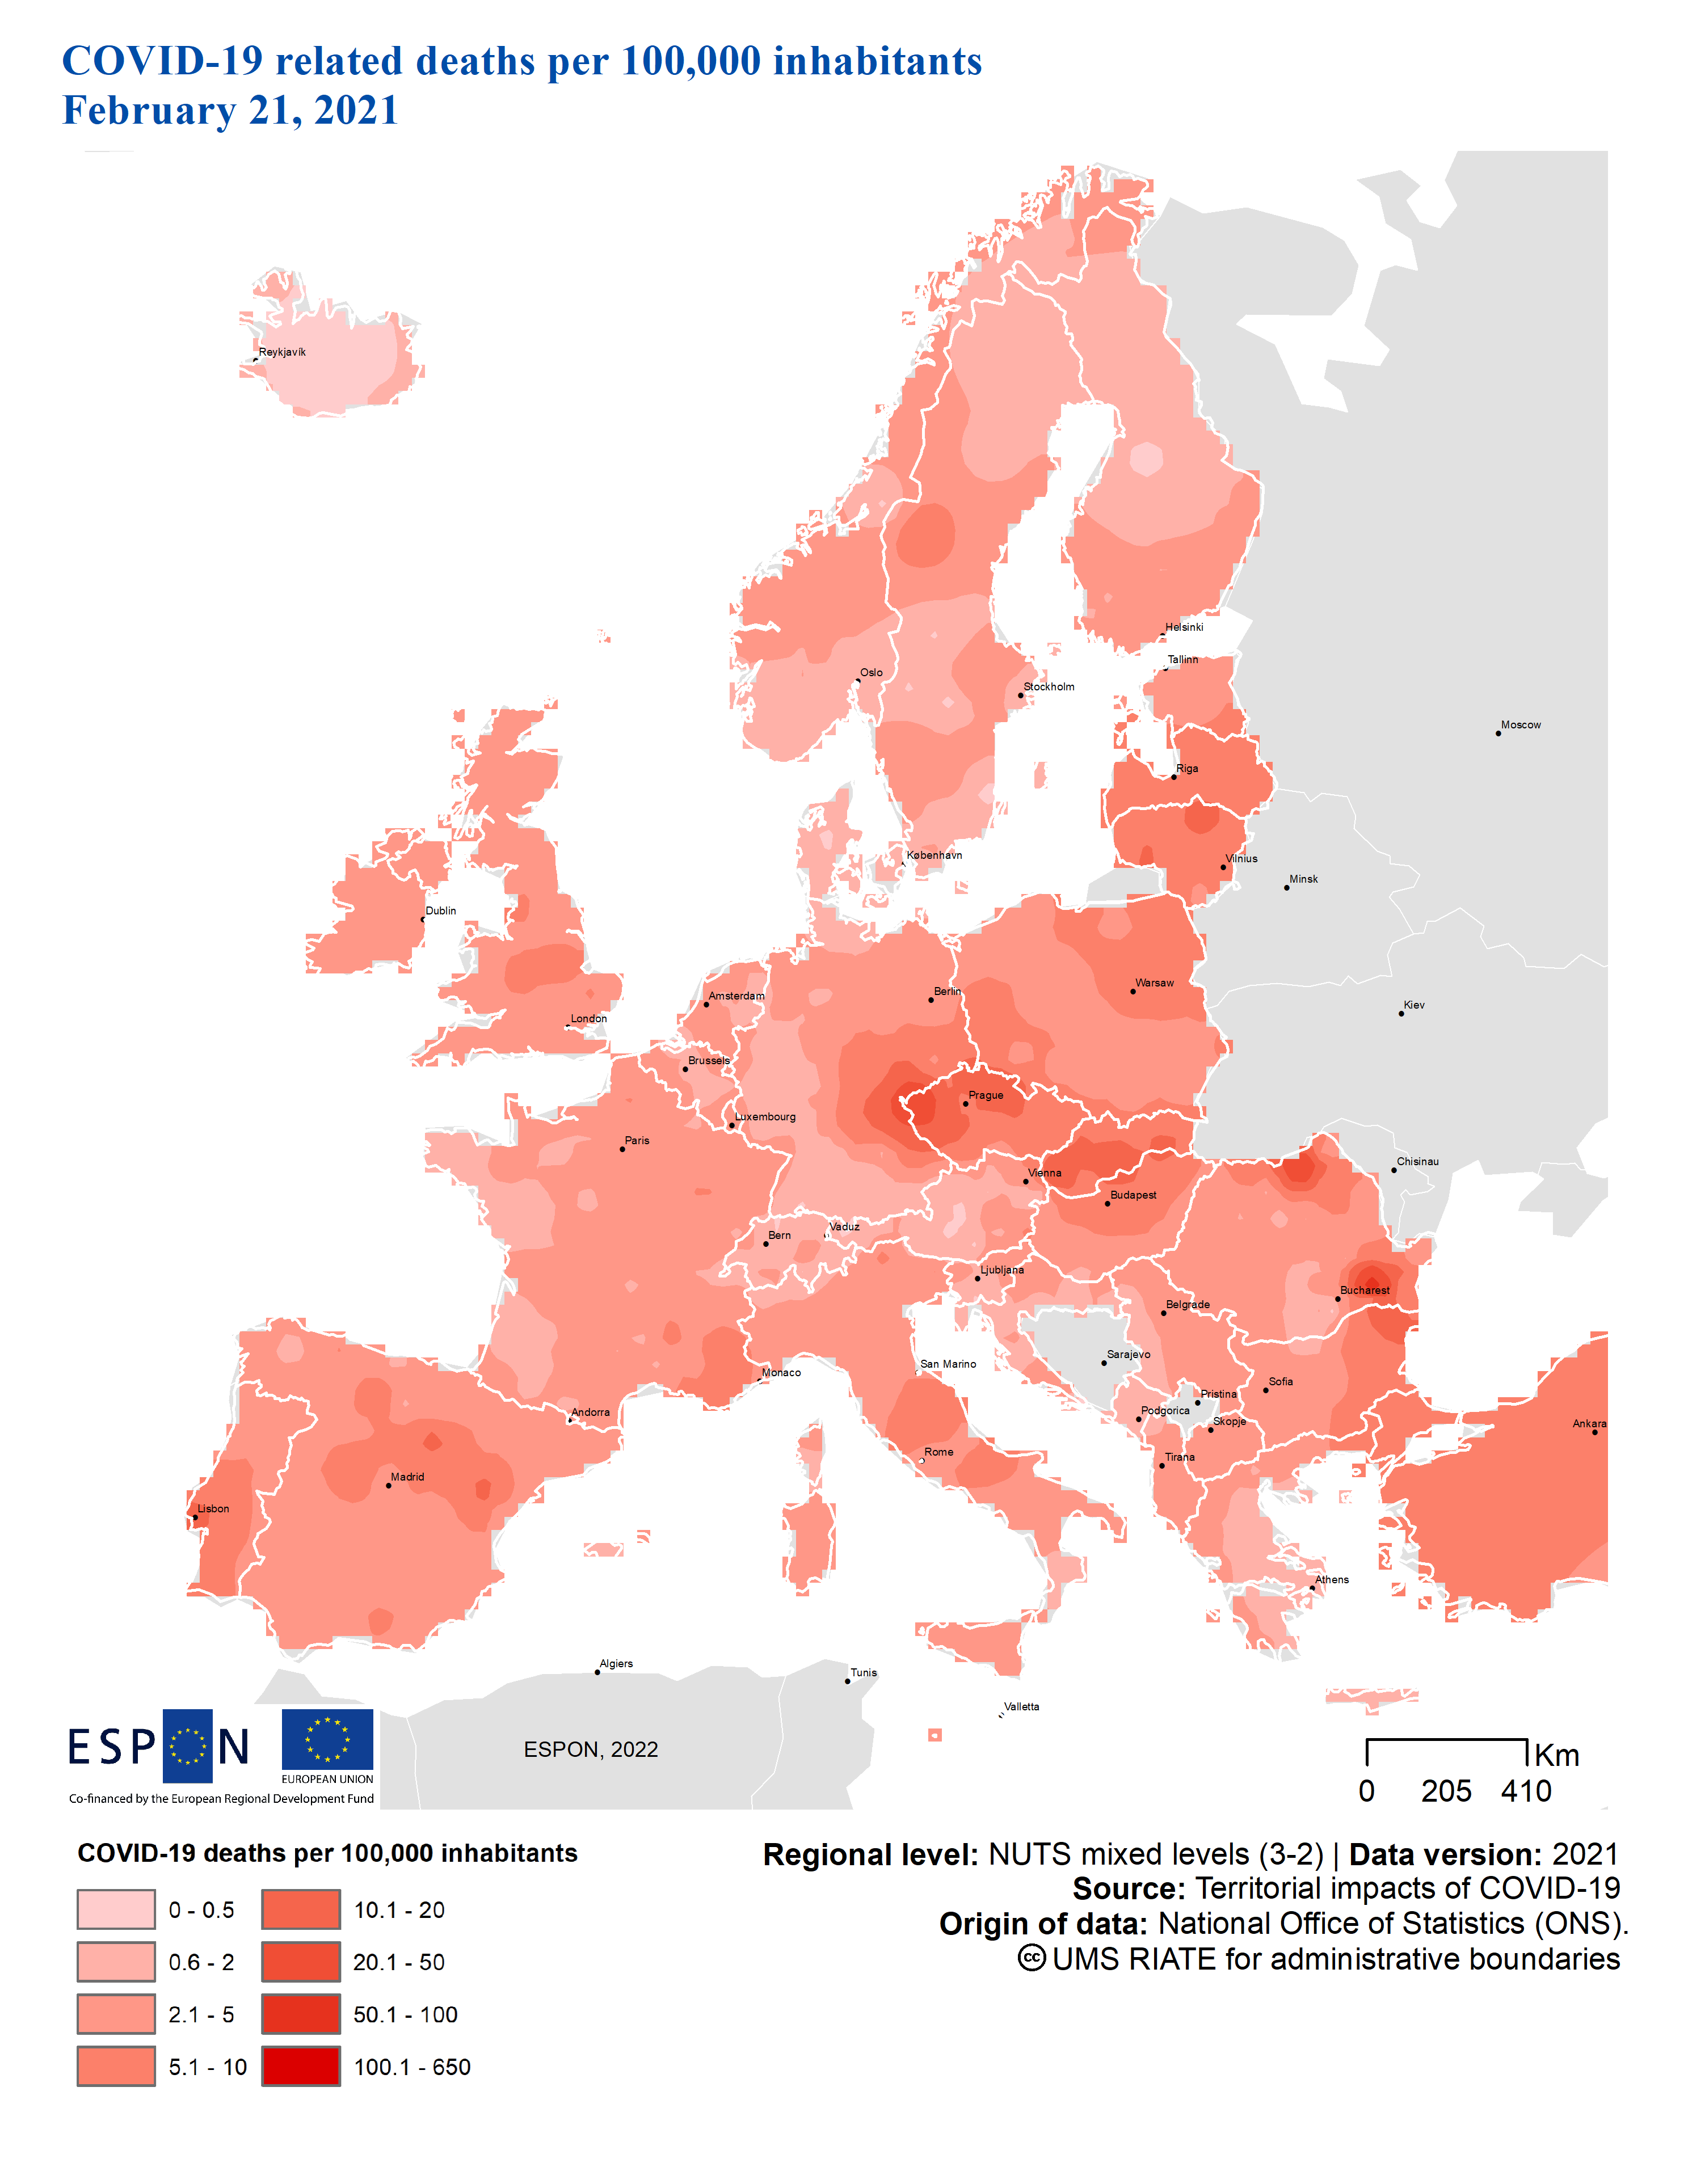 COVID-19 related deaths per 100,000 inhabitants
February 21, 2021
Reykjavík
Helsinki
Tallinn
Oslo
Stockholm
Moscow
Riga
København
Vilnius
Minsk
Dublin
Warsaw
Berlin
Amsterdam
Kiev
London
Brussels
Prague
Luxembourg
Paris
Chisinau
Vienna
Budapest
Vaduz
Bern
Ljubljana
Bucharest
Belgrade
Sarajevo
San Marino
Monaco
Sofia
Pristina
Andorra
Podgorica
Skopje
Ankara
Rome
Tirana
Madrid
Lisbon
Athens
Algiers
Tunis
Valletta
ESPON
EUROPEAN UNION
Co-financed by the European Regional Development Fund
ESPON, 2022
Km
0 205 410
COVID-19 deaths per 100,000 inhabitants
0 - 0.5
0.6 - 2
2.1 - 5
5.1 - 10
10.1 - 20
20.1 - 50
50.1 - 100
100.1 - 650
Regional level: NUTS mixed levels (3-2) | Data version: 2021
Source: Territorial impacts of COVID-19
Origin of data: National Office of Statistics (ONS).
cc UMS RIATE for administrative boundaries